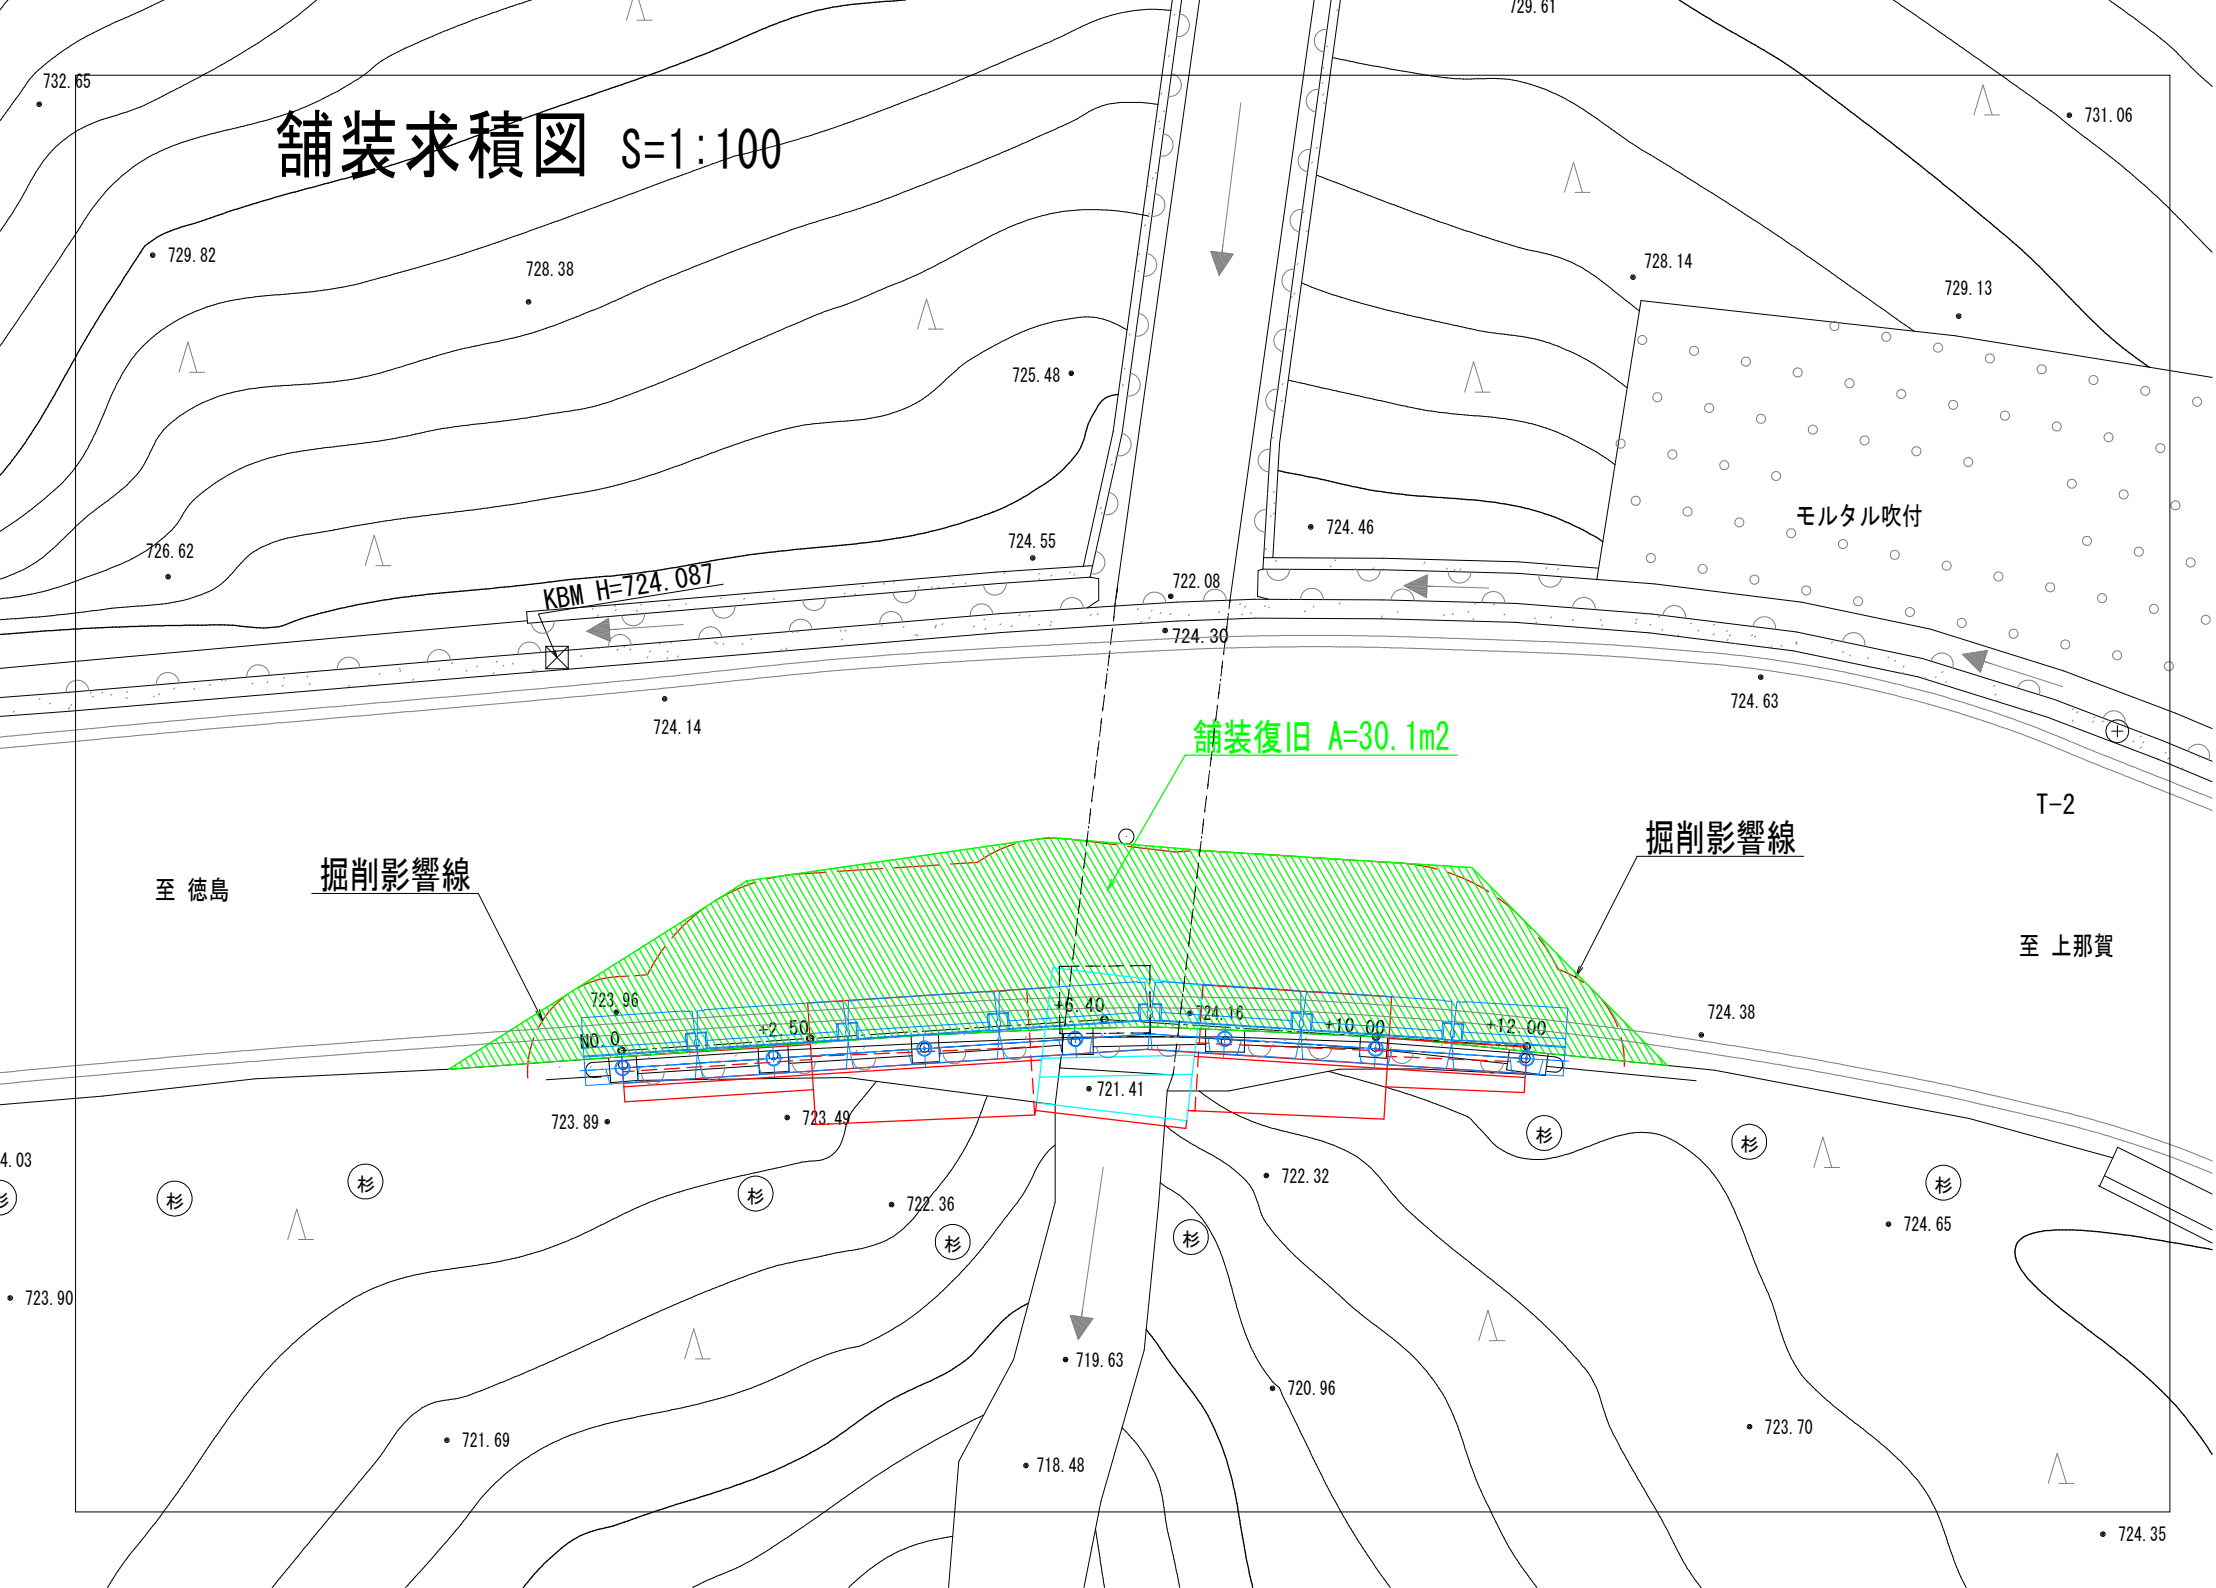 729.61
732.65
731.06
舗装求積図 S=1:100
729.82
728.38
728.14
729.13
725.48
モルタル吹付
724.46
724.55
726.62
KBM H=724.087
722.08
724.30
724.63
724.14
舗装復旧 A=30.1m2
T-2
掘削影響線
掘削影響線
至 徳島
至 上那賀
723.96
+6.40
724.16
724.38
NO.0
+2.50
+10.00
+12.00
721.41
723.89
723.49
杉
杉
4.03
722.32
杉
杉
杉
杉
杉
722.36
724.65
杉
杉
723.90
719.63
720.96
723.70
721.69
718.48
724.35